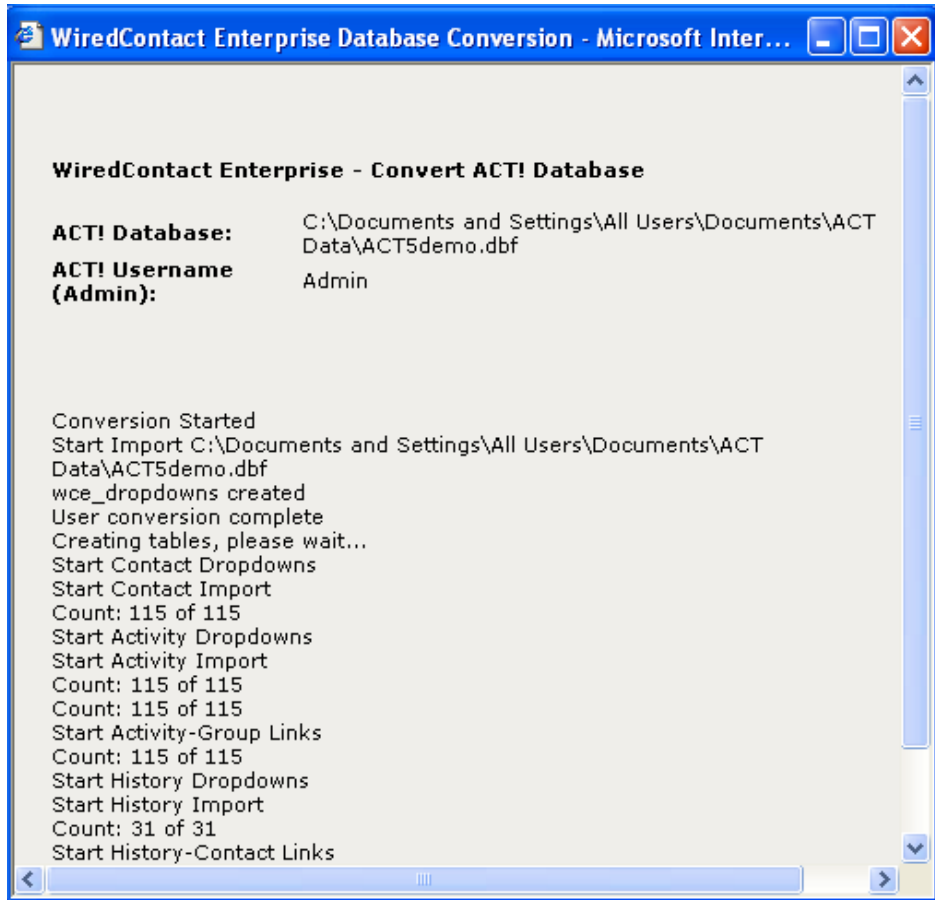 WiredContact Enterprise Database Conversion - Microsoft Inter...
WiredContact Enterprise - Convert ACT! Database
ACT! Database:
C:\Documents and Settings\All Users\Documents\ACT
Data\ACT5demo.dbf
ACT! Username
(Admin):
Admin
Conversion Started
Start Import C:\Documents and Settings\All Users\Documents\ACT
Data\ACT5demo.dbf
wce_dropdowns created
User conversion complete
Creating tables, please wait...
Start Contact Dropdowns
Start Contact Import
Count: 115 of 115
Start Activity Dropdowns
Start Activity Import
Count: 115 of 115
Count: 115 of 115
Start Activity-Group Links
Count: 115 of 115
Start History Dropdowns
Start History Import
Count: 31 of 31
Start History-Contact Links